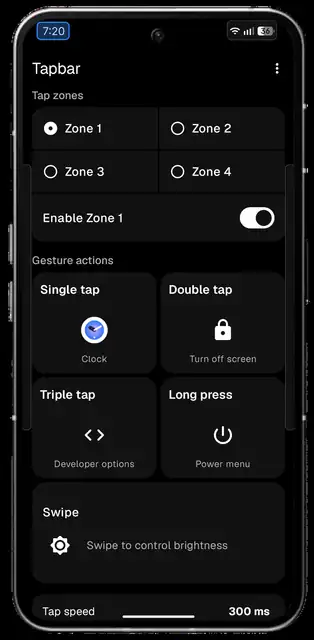 7:20
36
Tapbar
Tap zones
Zone 1
Zone 2
Zone 3
Zone 4
Enable Zone 1
Gesture actions
Single tap
Double tap
Clock
Turn off screen
Triple tap
Long press
Developer options
Power menu
Swipe
Swipe to control brightness
Tap speed
300 ms